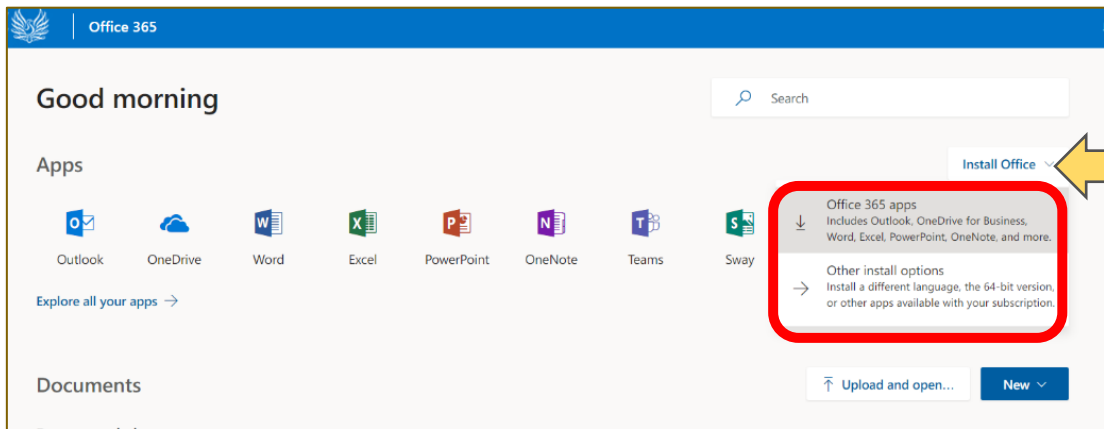 Office 365
Good morning
Search
Apps
Install Office
Office 365 apps
Includes Outlook, OneDrive for Business,
Word, Excel, PowerPoint, OneNote, and more.
Outlook OneDrive Word Excel PowerPoint OneNote Teams Sway
Other install options
Install a different language, the 64-bit version,
or other apps available with your subscription.
Explore all your apps →
Documents
Upload and open...
New